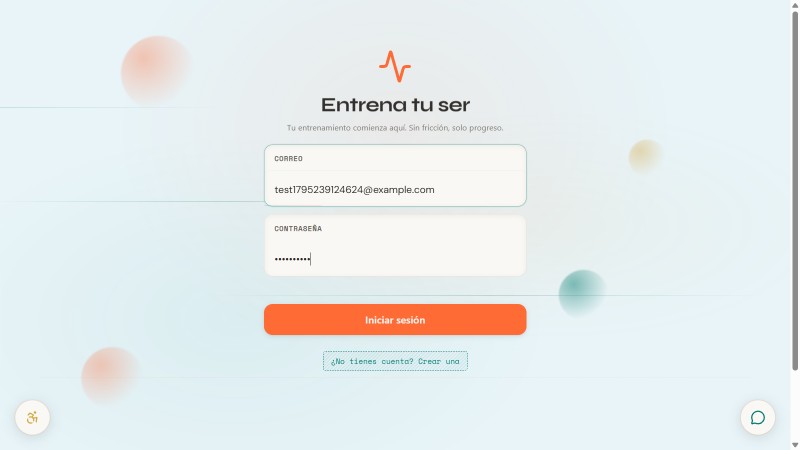 Entrena tu ser
Tu entrenamiento comienza aquí. Sin fricción, solo progreso.
CORREO
test1795239124624@example.com
CONTRASEÑA
••••••••••
Iniciar sesión
¿No tienes cuenta? Crear una